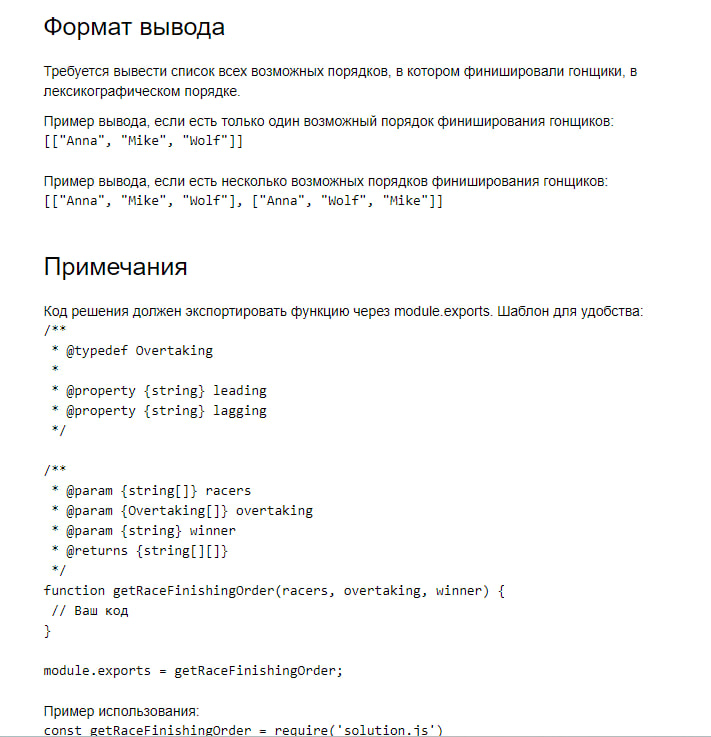 Формат вывода
Требуется вывести список всех возможных порядков, в котором финишировали гонщики, в
лексикографическом порядке.
Пример вывода, если есть только один возможный порядок финиширования гонщиков:
[["Anna", "Mike", "Wolf"]]
Пример вывода, если есть несколько возможных порядков финиширования гонщиков:
[["Anna", "Mike", "Wolf"], ["Anna", "Wolf", "Mike"]]
Примечания
Код решения должен экспортировать функцию через module.exports. Шаблон для удобства:
/**
 * @typedef Overtaking
 *
 * @property {string} leading
 * @property {string} lagging
 */
/**
 * @param {string[]} racers
 * @param {Overtaking[]} overtaking
 * @param {string} winner
 * @returns {string[][]}
 */
function getRaceFinishingOrder(racers, overtaking, winner) {
 // Ваш код
}
module.exports = getRaceFinishingOrder;
Пример использования:
const getRaceFinishingOrder = require('solution.js')